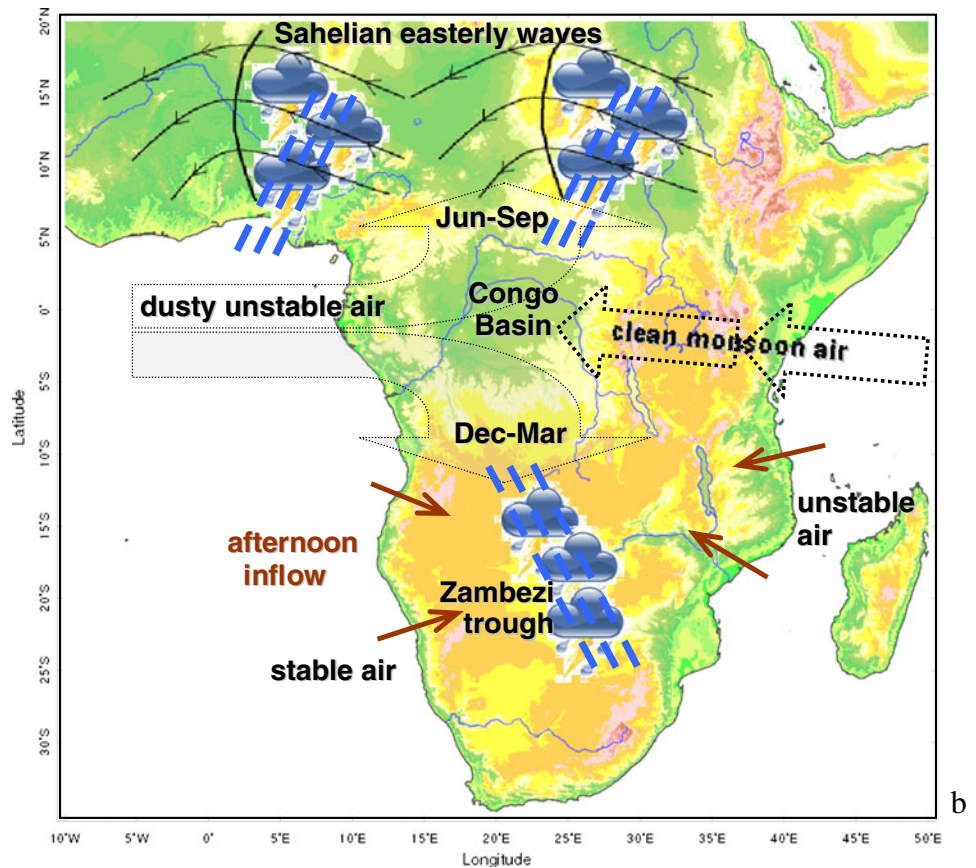 Sahelian easterly waves
Jun-Sep
dusty unstable air
Congo
Basin
clean monsoon air
Dec-Mar
unstable
air
afternoon
inflow
Zambezi
trough
stable air
20°N
15°N
10°N
5°N
0°
5°S
10°S
15°S
20°S
25°S
30°S
Latitude
10°W
5°W
0°
5°E
10°E
15°E
20°E
25°E
30°E
35°E
40°E
45°E
50°E
Longitude
b